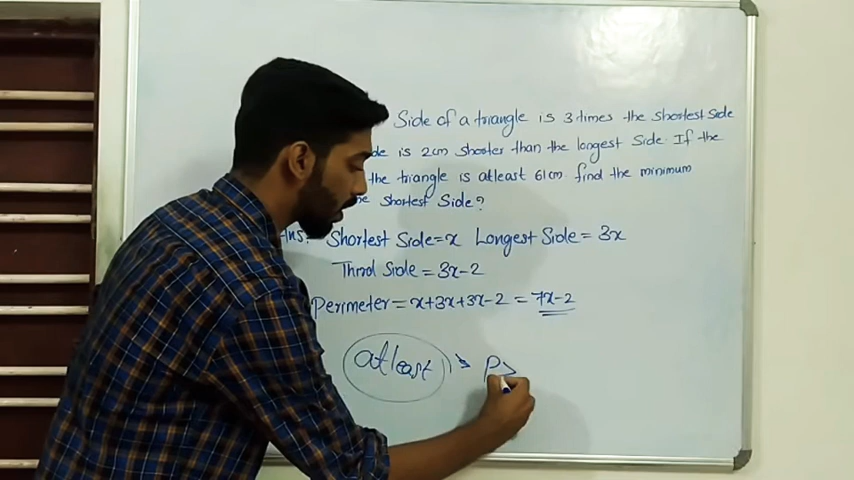 Side of a triangle is 3 times the shortest side
is 2cm shorter than the longest side. If the
the triangle is atleast 61cm. find the minimum
shortest side?
Ans: Shortest Side = x Longest Side = 3x
Third Side = 3x-2
Perimeter = x+3x+3x-2 = 7x-2
atleast P>